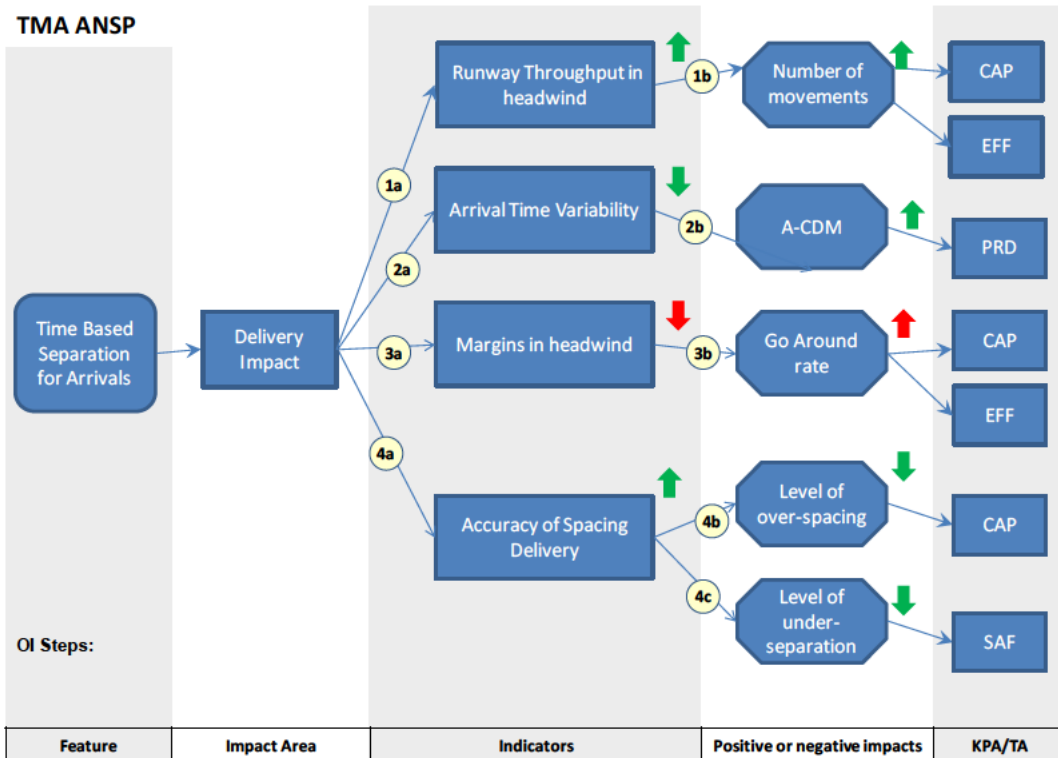 TMA ANSP
Runway Throughput in
headwind
1b
Number of
movements
CAP
EFF
1a
Arrival Time Variability
2b
A-CDM
PRD
2a
Time Based
Separation
for Arrivals
Delivery
Impact
3a
Margins in headwind
3b
Go Around
rate
CAP
EFF
4a
Accuracy of Spacing
Delivery
4b
Level of
over-spacing
CAP
4c
Level of
under-
separation
SAF
OI Steps:
Feature
Impact Area
Indicators
Positive or negative impacts
KPA/TA